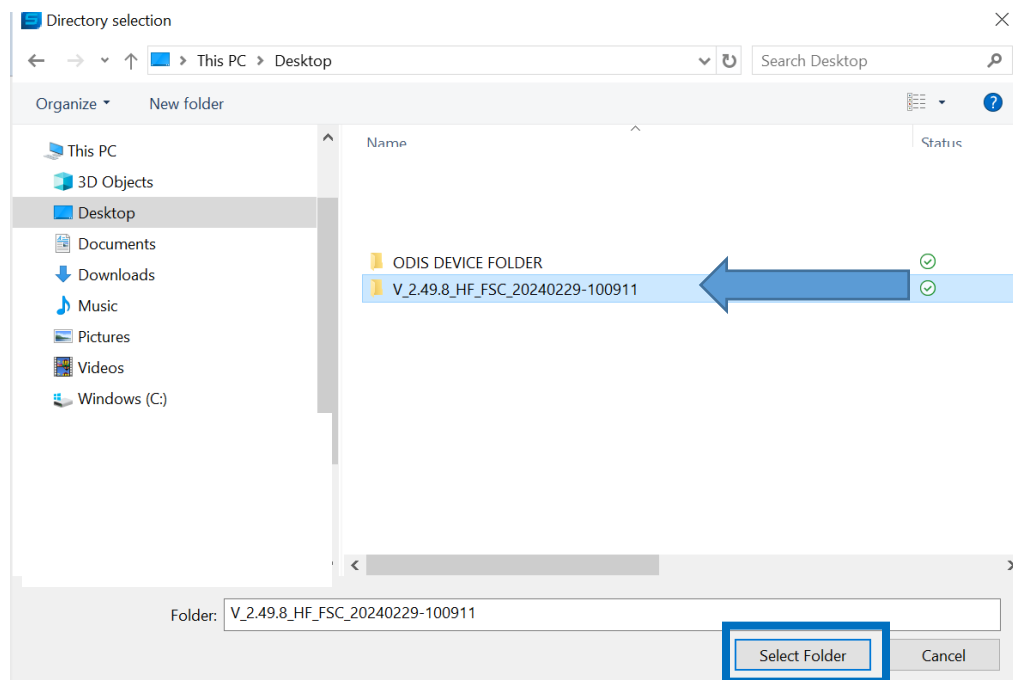 Directory selection
This PC > Desktop
Search Desktop
Organize
New folder
?
This PC
3D Objects
Desktop
Documents
Downloads
Music
Pictures
Videos
Windows (C:)
Name
Status
ODIS DEVICE FOLDER
V_2.49.8_HF_FSC_20240229-100911
Folder: V_2.49.8_HF_FSC_20240229-100911
Select Folder
Cancel